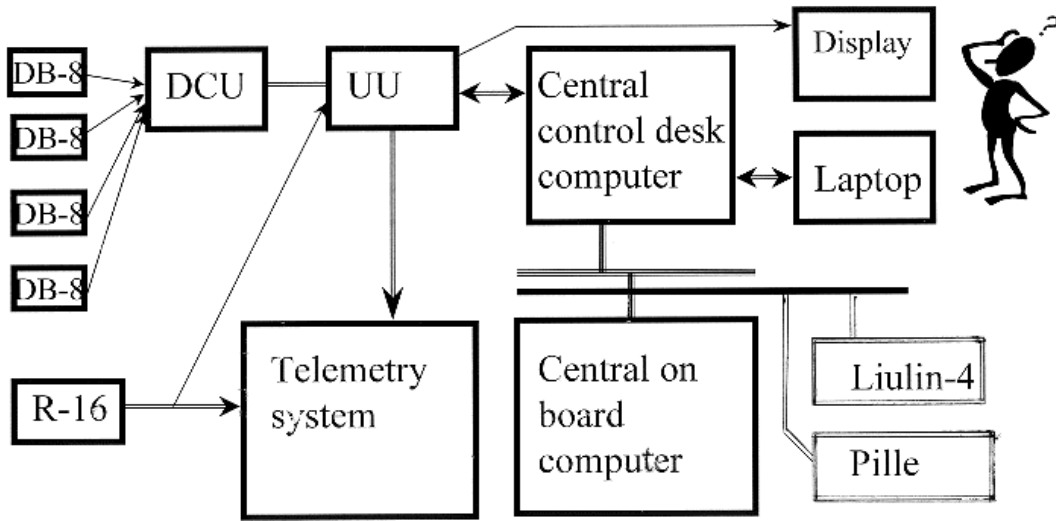 DB-8
DB-8
DB-8
DB-8
DCU
UU
Central
control desk
computer
Display
?
Laptop
R-16
Telemetry
system
Central on
board
computer
Liulin-4
Pille